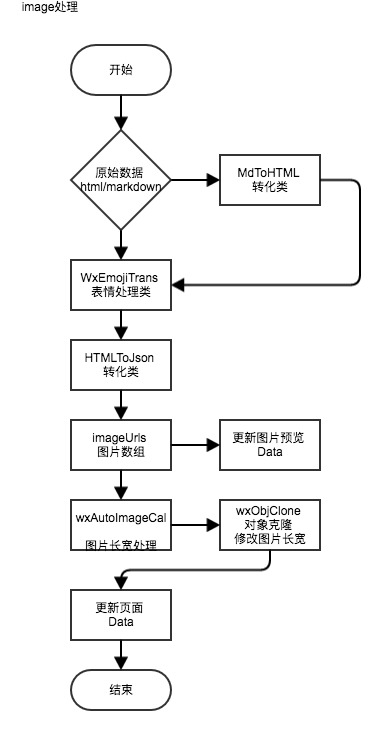 image处理
开始
原始数据
html/markdown
MdToHTML
转化类
WxEmojiTrans
表情处理类
HTMLToJson
转化类
imageUrls
图片数组
更新图片预览
Data
wxAutoImageCal
图片长宽处理
wxObjClone
对象克隆
修改图片长宽
更新页面
Data
结束